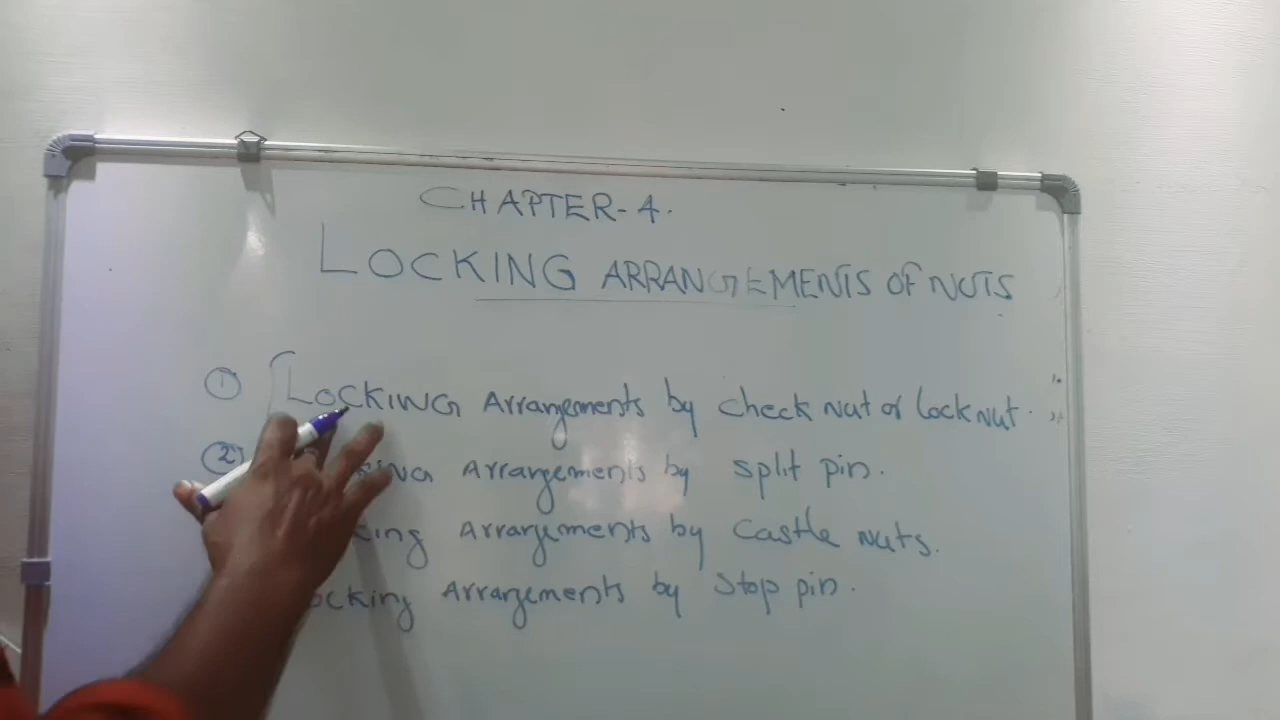 CHAPTER-4.
LOCKING ARRANGEMENTS OF NUTS
① LOCKING Arrangements by check nut or Lock nut.
② Arrangements by split pin.
Arrangements by Castle nuts.
Arrangements by Stop pin.